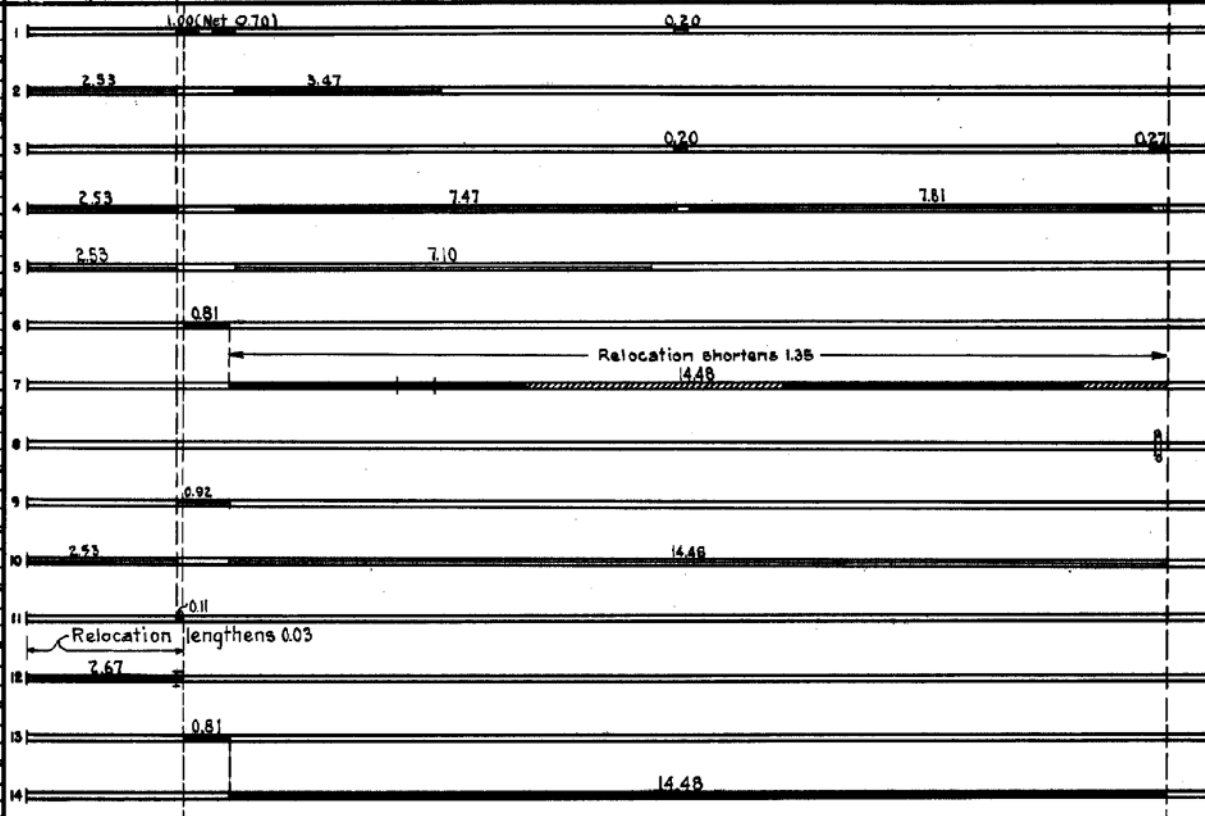 1 1.00 (Net 0.70) 0.20
2 2.53 3.47
3 0.20 0.27
4 2.53 7.47 7.81
5 2.53 7.10
6 0.81
Relocation shortens 1.35
7 14.48
8
9 0.92
10 2.53 14.48
11 0.11
Relocation lengthens 0.03
12 2.67
13 0.81
14 14.48